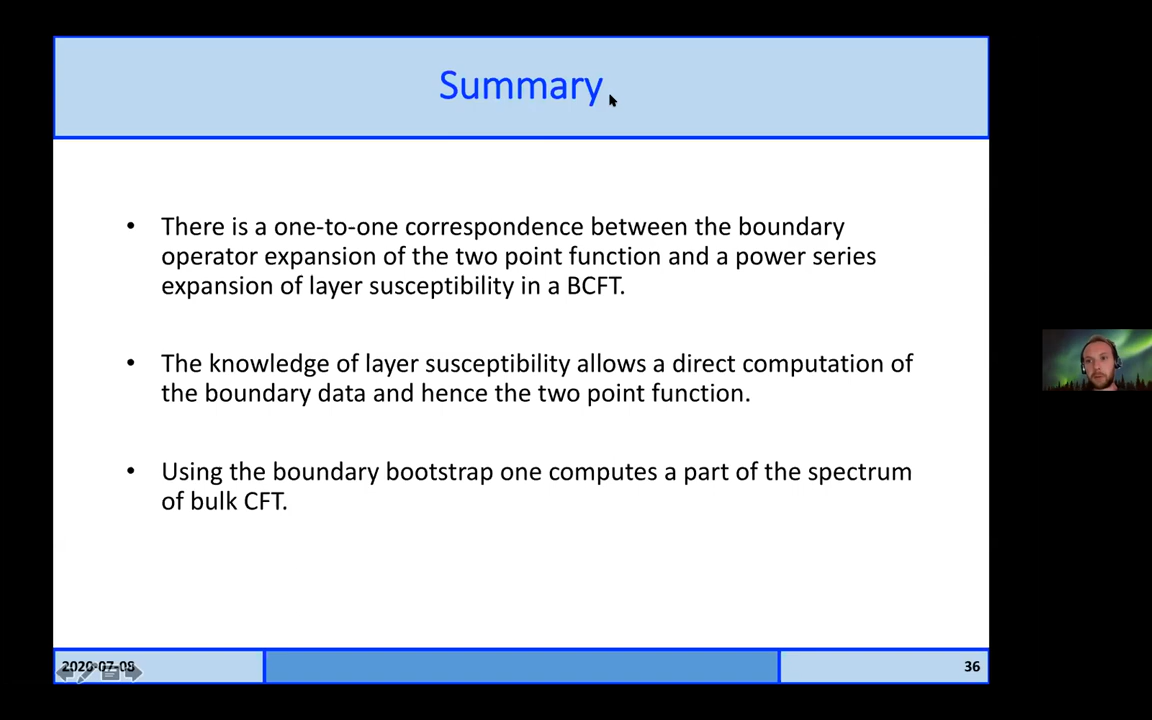 Summary
• There is a one-to-one correspondence between the boundary
operator expansion of the two point function and a power series
expansion of layer susceptibility in a BCFT.
• The knowledge of layer susceptibility allows a direct computation of
the boundary data and hence the two point function.
• Using the boundary bootstrap one computes a part of the spectrum
of bulk CFT.
2020-07-08
36